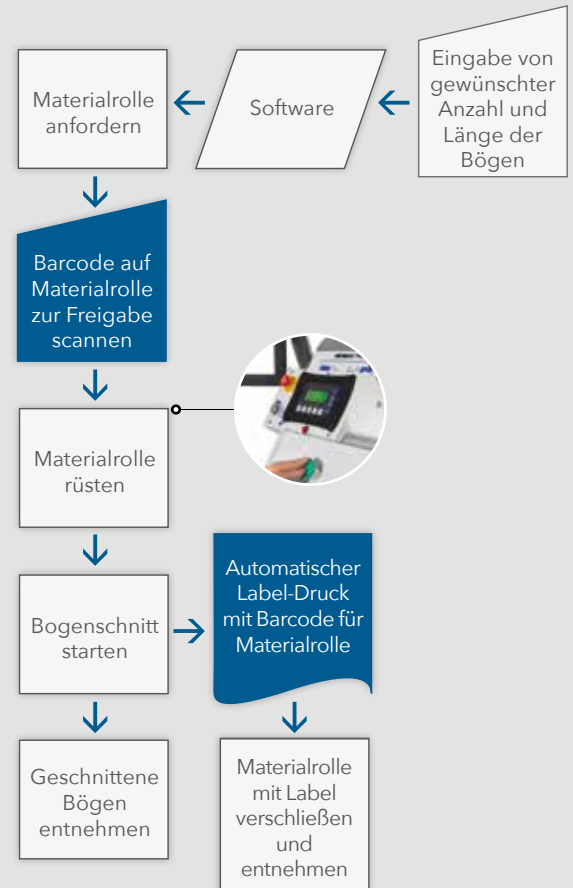 Eingabe von
gewünschter
Anzahl und
Länge der
Bögen
Software
Materialrolle
anfordern
Barcode auf
Materialrolle
zur Freigabe
scannen
Materialrolle
rüsten
Bogenschnitt
starten
Automatischer
Label-Druck
mit Barcode für
Materialrolle
Geschnittene
Bögen
entnehmen
Materialrolle
mit Label
verschließen
und
entnehmen